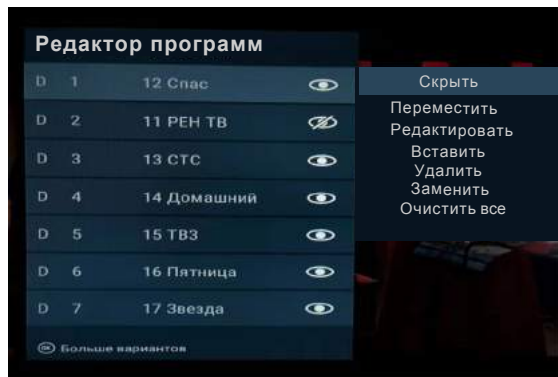 Редактор программ
D 1 12 Спас
D 2 11 РЕН ТВ
D 3 13 СТС
D 4 14 Домашний
D 5 15 ТВ3
D 6 16 Пятница
D 7 17 Звезда
OK Больше вариантов
Скрыть
Переместить
Редактировать
Вставить
Удалить
Заменить
Очистить все